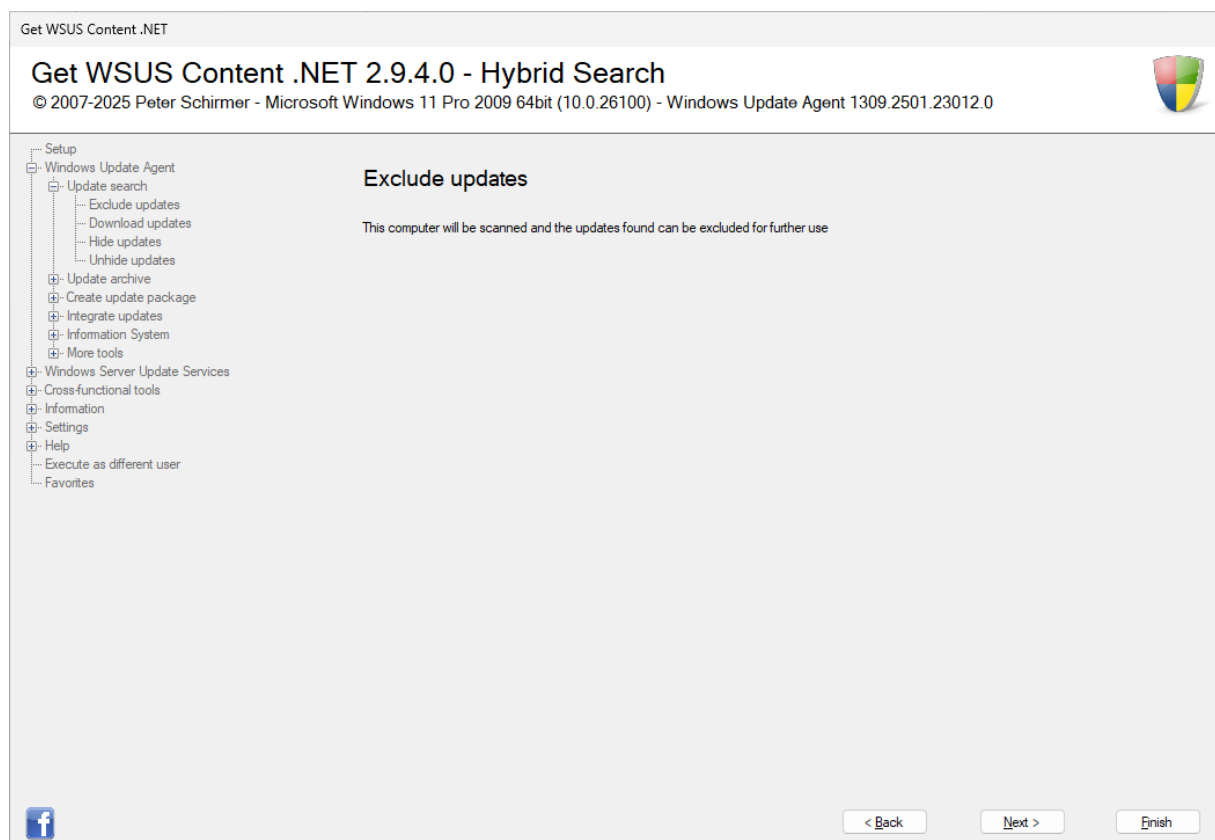 Get WSUS Content .NET
Get WSUS Content .NET 2.9.4.0 - Hybrid Search
© 2007-2025 Peter Schirmer - Microsoft Windows 11 Pro 2009 64bit (10.0.26100) - Windows Update Agent 1309.2501.23012.0
Setup
Windows Update Agent
Update search
Exclude updates
Download updates
Hide updates
Unhide updates
Update archive
Create update package
Integrate updates
Information System
More tools
Windows Server Update Services
Cross-functional tools
Information
Settings
Help
Execute as different user
Favorites
Exclude updates
This computer will be scanned and the updates found can be excluded for further use
f
< Back
Next >
Finish